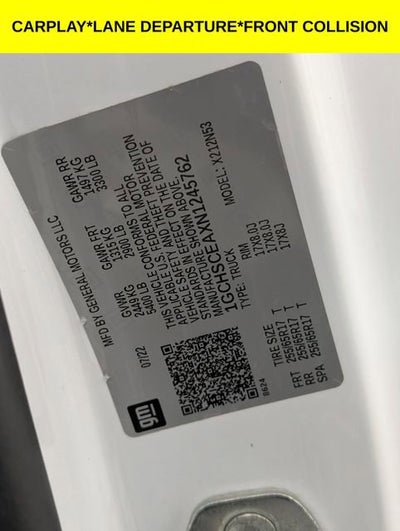 CARPLAY*LANE DEPARTURE*FRONT COLLISION
MFD BY GENERAL MOTORS LLC
07/22
GVWR
2449 KG
5400 LB
GAWR FRT
1315 KG
2900 LB
GAWR RR
1497 KG
3300 LB
THIS VEHICLE CONFORMS TO ALL
APPLICABLE U.S. FEDERAL MOTOR
VEHICLE SAFETY AND THEFT PREVENTION
STANDARDS IN EFFECT ON THE DATE OF
MANUFACTURE SHOWN ABOVE.
1GCHSCEAXN1245762
TYPE: TRUCK
MODEL: X212N53
TIRE SIZE
RIM
FRT 255/65R17 T 17X8.0J
RR 255/65R17 T 17X8.0J
SPA 255/65R17 T 17X8J
gm
8624